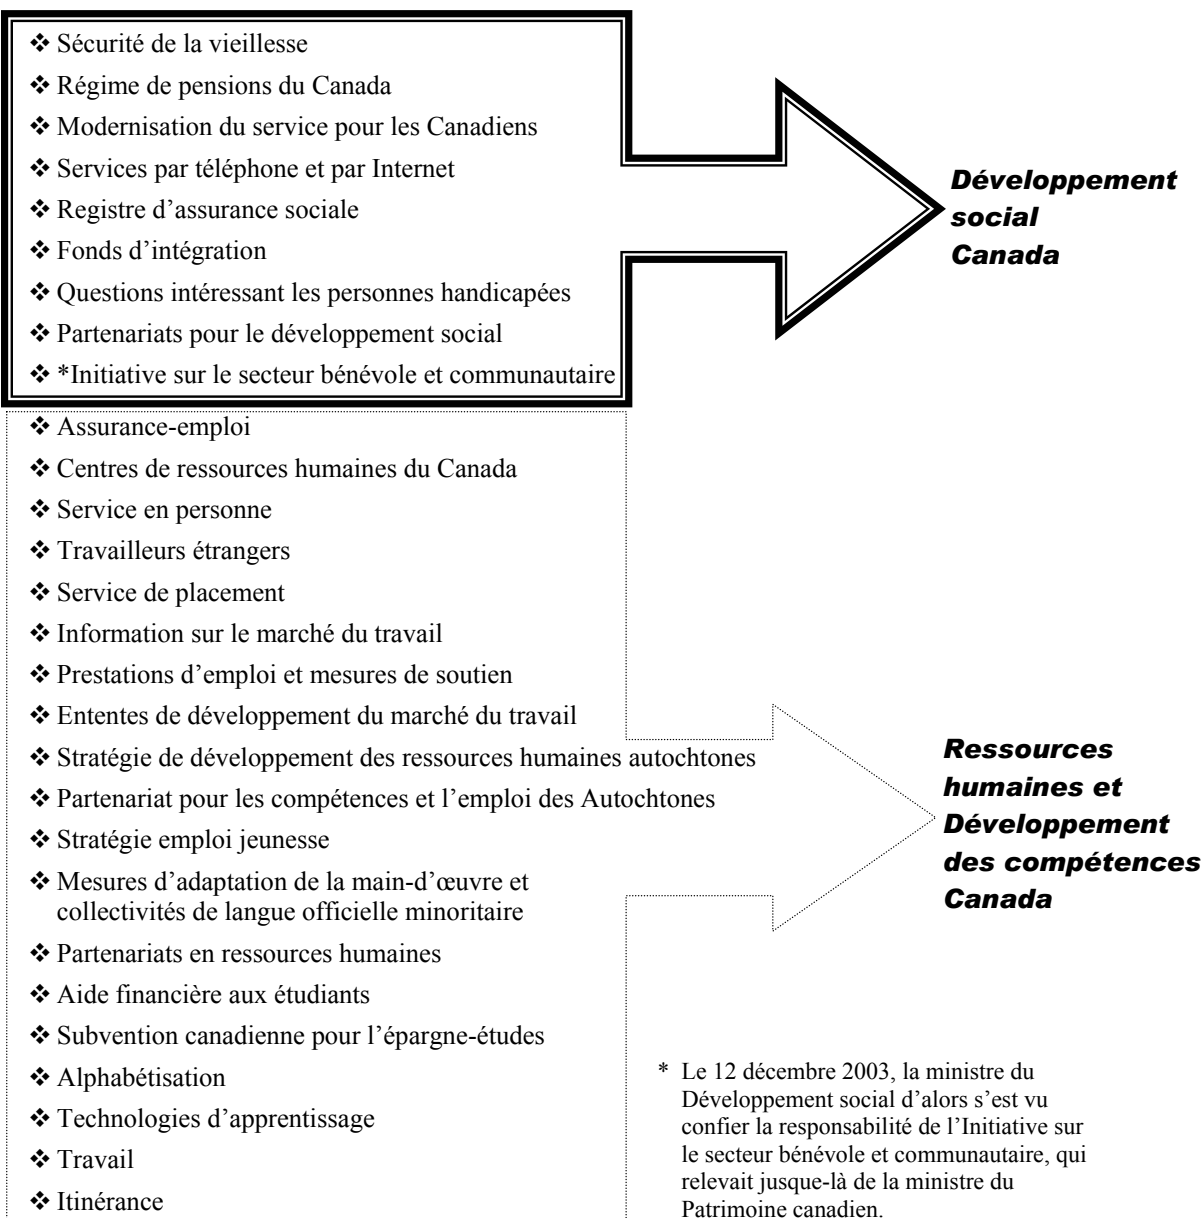 ❖ Sécurité de la vieillesse
❖ Régime de pensions du Canada
❖ Modernisation du service pour les Canadiens
❖ Services par téléphone et par Internet
❖ Registre d’assurance sociale
❖ Fonds d’intégration
❖ Questions intéressant les personnes handicapées
❖ Partenariats pour le développement social
❖ *Initiative sur le secteur bénévole et communautaire
Développement
social
Canada
❖ Assurance-emploi
❖ Centres de ressources humaines du Canada
❖ Service en personne
❖ Travailleurs étrangers
❖ Service de placement
❖ Information sur le marché du travail
❖ Prestations d’emploi et mesures de soutien
❖ Ententes de développement du marché du travail
❖ Stratégie de développement des ressources humaines autochtones
❖ Partenariat pour les compétences et l’emploi des Autochtones
❖ Stratégie emploi jeunesse
❖ Mesures d’adaptation de la main-d’œuvre et
collectivités de langue officielle minoritaire
❖ Partenariats en ressources humaines
❖ Aide financière aux étudiants
❖ Subvention canadienne pour l’épargne-études
❖ Alphabétisation
❖ Technologies d’apprentissage
❖ Travail
❖ Itinérance
Ressources
humaines et
Développement
des compétences
Canada
* Le 12 décembre 2003, la ministre du
Développement social d’alors s’est vu
confier la responsabilité de l’Initiative sur
le secteur bénévole et communautaire, qui
relevait jusque-là de la ministre du
Patrimoine canadien.